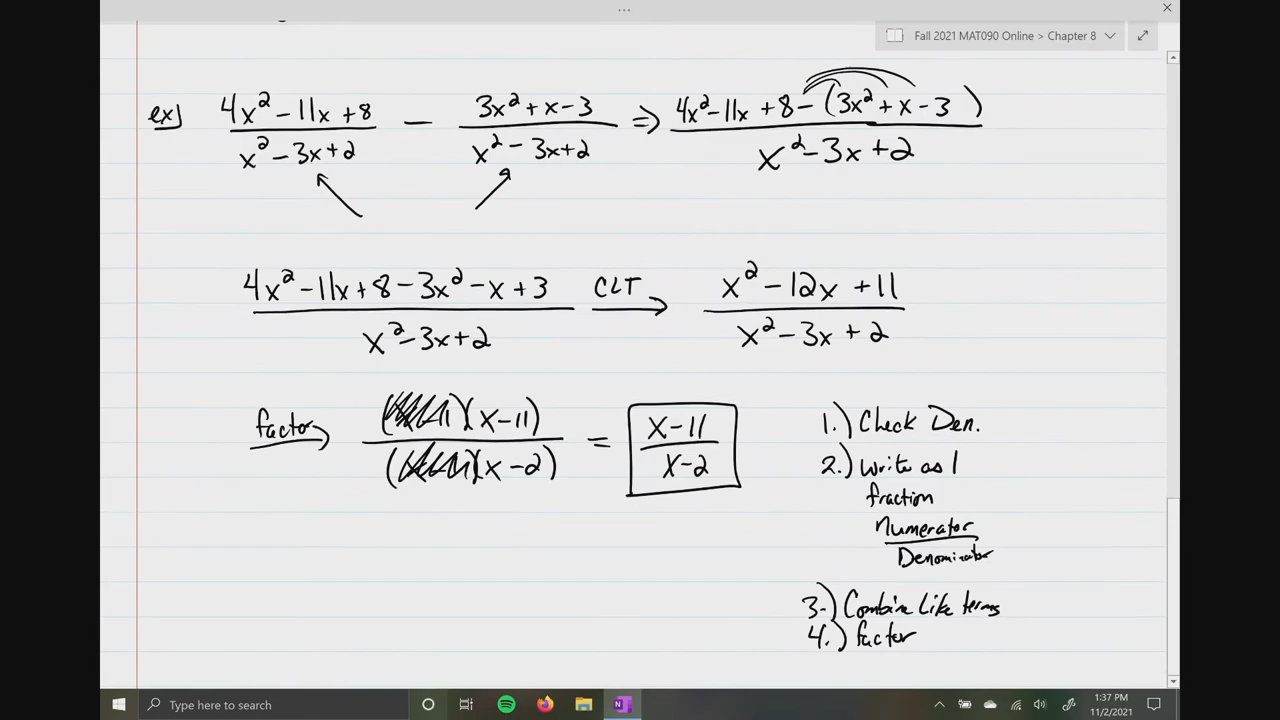 Fall 2021 MAT090 Online > Chapter 8
ex) (4x² - 11x + 8)/(x² - 3x + 2) - (3x² + x - 3)/(x² - 3x + 2) ⇒ (4x² - 11x + 8 - (3x² + x - 3))/(x² - 3x + 2)
(4x² - 11x + 8 - 3x² - x + 3)/(x² - 3x + 2) CLT → (x² - 12x + 11)/(x² - 3x + 2)
factor → ( )(x - 11)/( )(x - 2) = (x - 11)/(x - 2)
1.) Check Den.
2.) Write as 1
fraction
Numerator
Denominator
3.) Combine Like terms
4.) factor
Type here to search
1:37 PM
11/2/2021